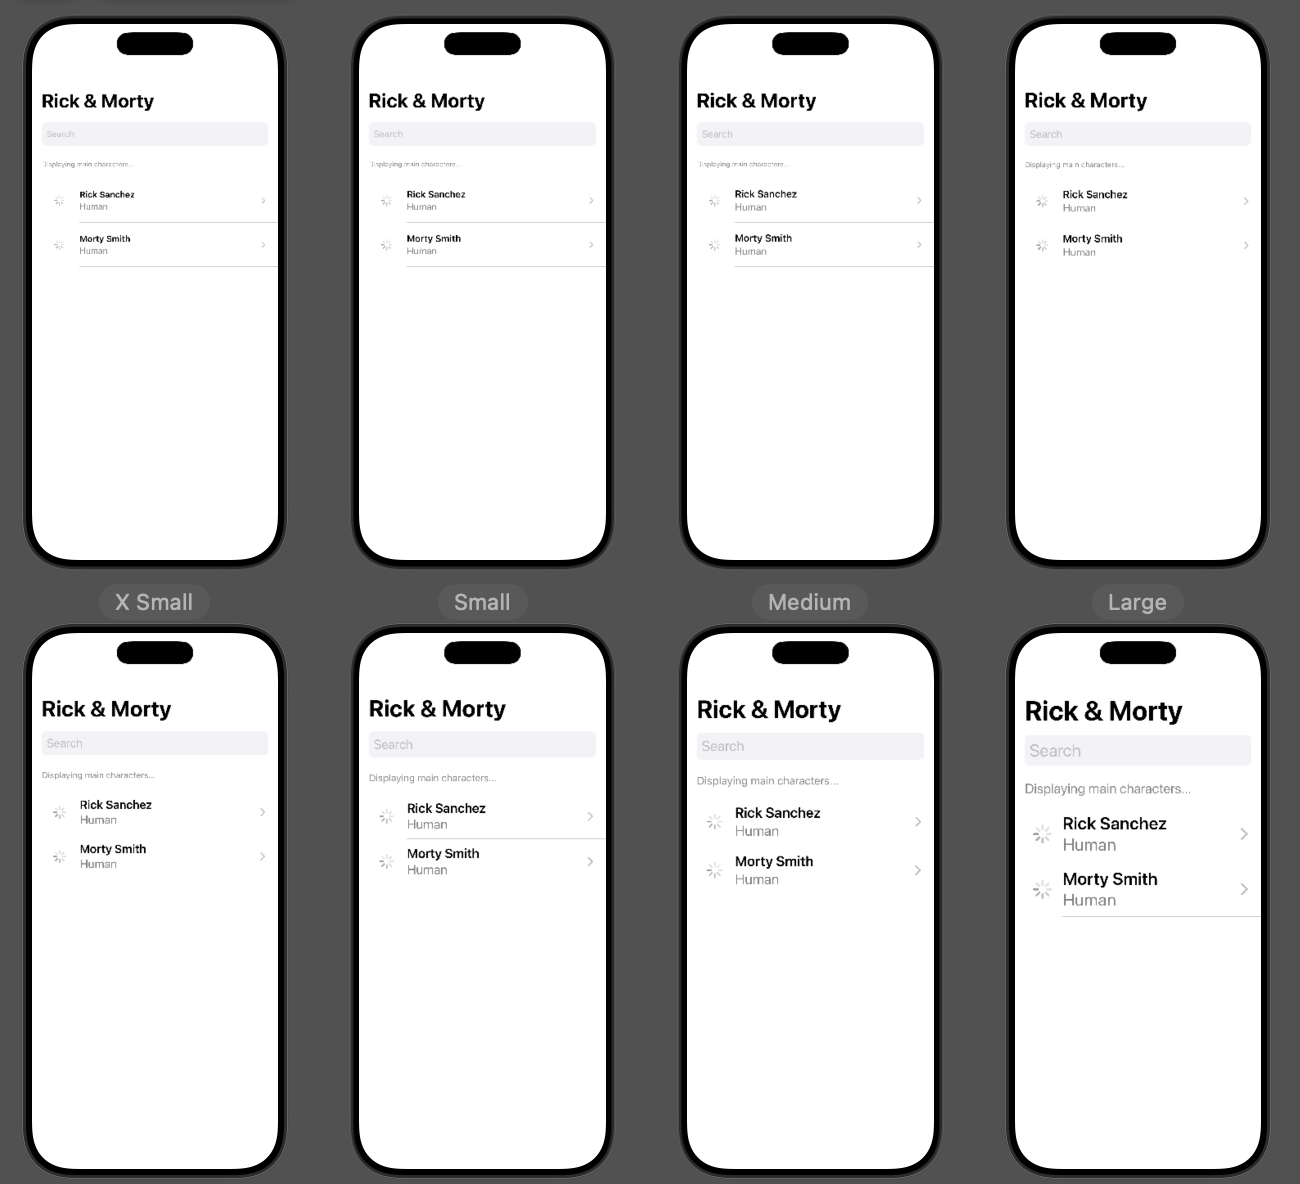 Rick & Morty
Search
Displaying main characters...
Rick Sanchez
Human
Morty Smith
Human
Rick & Morty
Search
Displaying main characters...
Rick Sanchez
Human
Morty Smith
Human
Rick & Morty
Search
Displaying main characters...
Rick Sanchez
Human
Morty Smith
Human
Rick & Morty
Search
Displaying main characters...
Rick Sanchez
Human
Morty Smith
Human
X Small
Small
Medium
Large
Rick & Morty
Search
Displaying main characters...
Rick Sanchez
Human
Morty Smith
Human
Rick & Morty
Search
Displaying main characters...
Rick Sanchez
Human
Morty Smith
Human
Rick & Morty
Search
Displaying main characters...
Rick Sanchez
Human
Morty Smith
Human
Rick & Morty
Search
Displaying main characters...
Rick Sanchez
Human
Morty Smith
Human